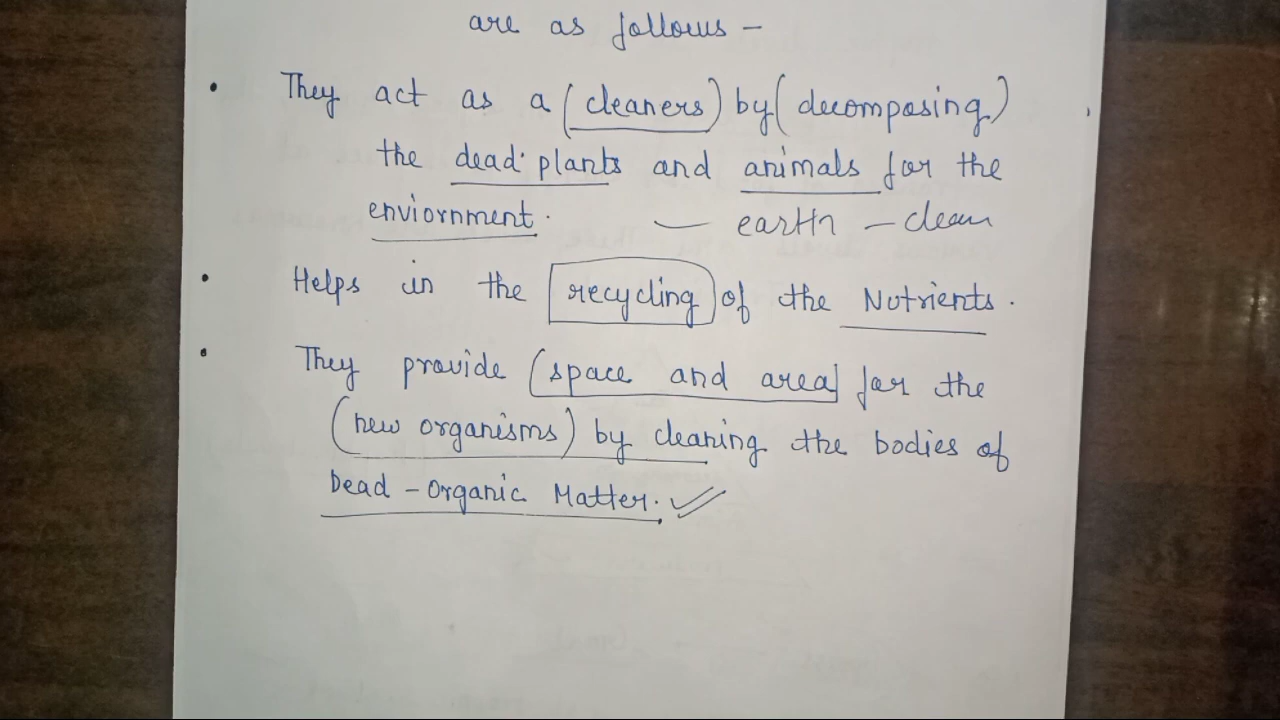 are as follows -
• They act as a (cleaners) by (decomposing)
the dead plants and animals for the
enviornment. — earth - clean
• Helps in the recycling of the Nutrients.
• They provide (space and area) for the
(new organisms) by cleaning the bodies of
Dead - Organic Matter.